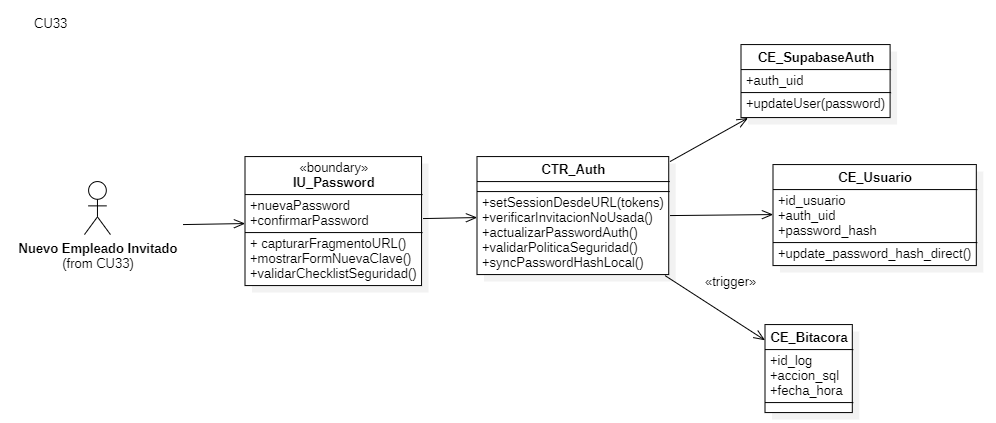 CU33
Nuevo Empleado Invitado
(from CU33)
«boundary»
IU_Password
+nuevaPassword
+confirmarPassword
+ capturarFragmentoURL()
+mostrarFormNuevaClave()
+validarChecklistSeguridad()
CTR_Auth
+setSessionDesdeURL(tokens)
+verificarInvitacionNoUsada()
+actualizarPasswordAuth()
+validarPoliticaSeguridad()
+syncPasswordHashLocal()
CE_SupabaseAuth
+auth_uid
+updateUser(password)
CE_Usuario
+id_usuario
+auth_uid
+password_hash
+update_password_hash_direct()
«trigger»
CE_Bitacora
+id_log
+accion_sql
+fecha_hora